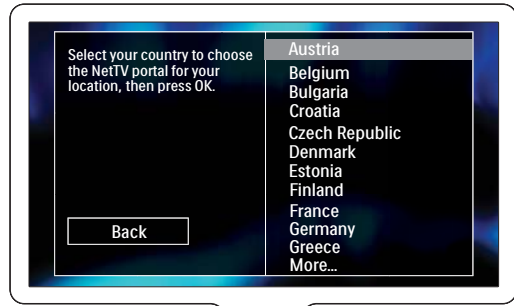 Select your country to choose
the NetTV portal for your
location, then press OK.
Back
Austria
Belgium
Bulgaria
Croatia
Czech Republic
Denmark
Estonia
Finland
France
Germany
Greece
More...